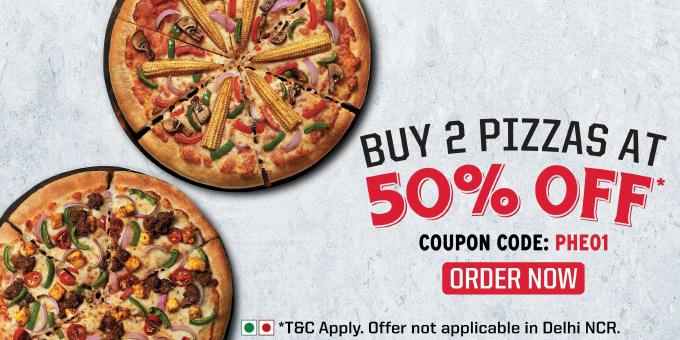 BUY 2 PIZZAS AT
50% OFF*
COUPON CODE: PHE01
ORDER NOW
*T&C Apply. Offer not applicable in Delhi NCR.